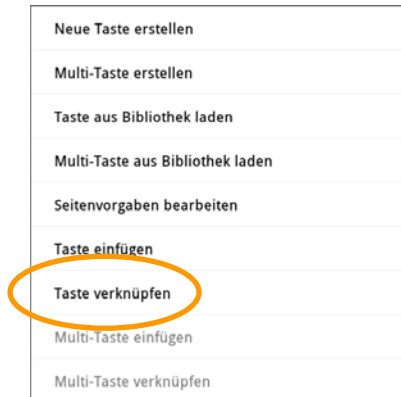 Neue Taste erstellen
Multi-Taste erstellen
Taste aus Bibliothek laden
Multi-Taste aus Bibliothek laden
Seitenvorgaben bearbeiten
Taste einfügen
Taste verknüpfen
Multi-Taste einfügen
Multi-Taste verknüpfen